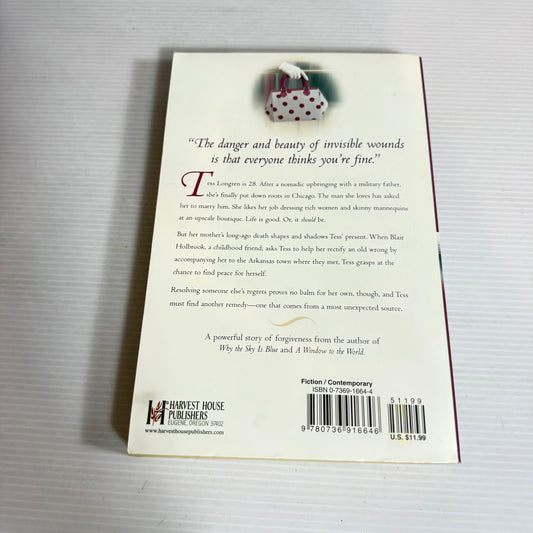 "The danger and beauty of invisible wounds
is that everyone thinks you're fine."
Tess Longren is 28. After a nomadic upbringing with a military father,
she's finally put down roots in Chicago. The man she loves has asked
her to marry him. She likes her job dressing rich women and skinny mannequins
at an upscale boutique. Life is good. Or, it should be.
But her mother's long-ago death shapes and shadows Tess' present. When Blair
Holbrook, a childhood friend, asks Tess to help her rectify an old wrong by
accompanying her to the Arkansas town where they met, Tess grasps at the
chance to find peace for herself.
Resolving someone else's regrets proves no balm for her own, though, and Tess
must find another remedy—one that comes from a most unexpected source.
A powerful story of forgiveness from the author of
Why the Sky Is Blue and A Window to the World.
HARVEST HOUSE
PUBLISHERS
EUGENE, OREGON 97402
www.harvesthousepublishers.com
Fiction / Contemporary
ISBN 0-7369-1664-4
51199
9 780736 916646
U.S. $11.99